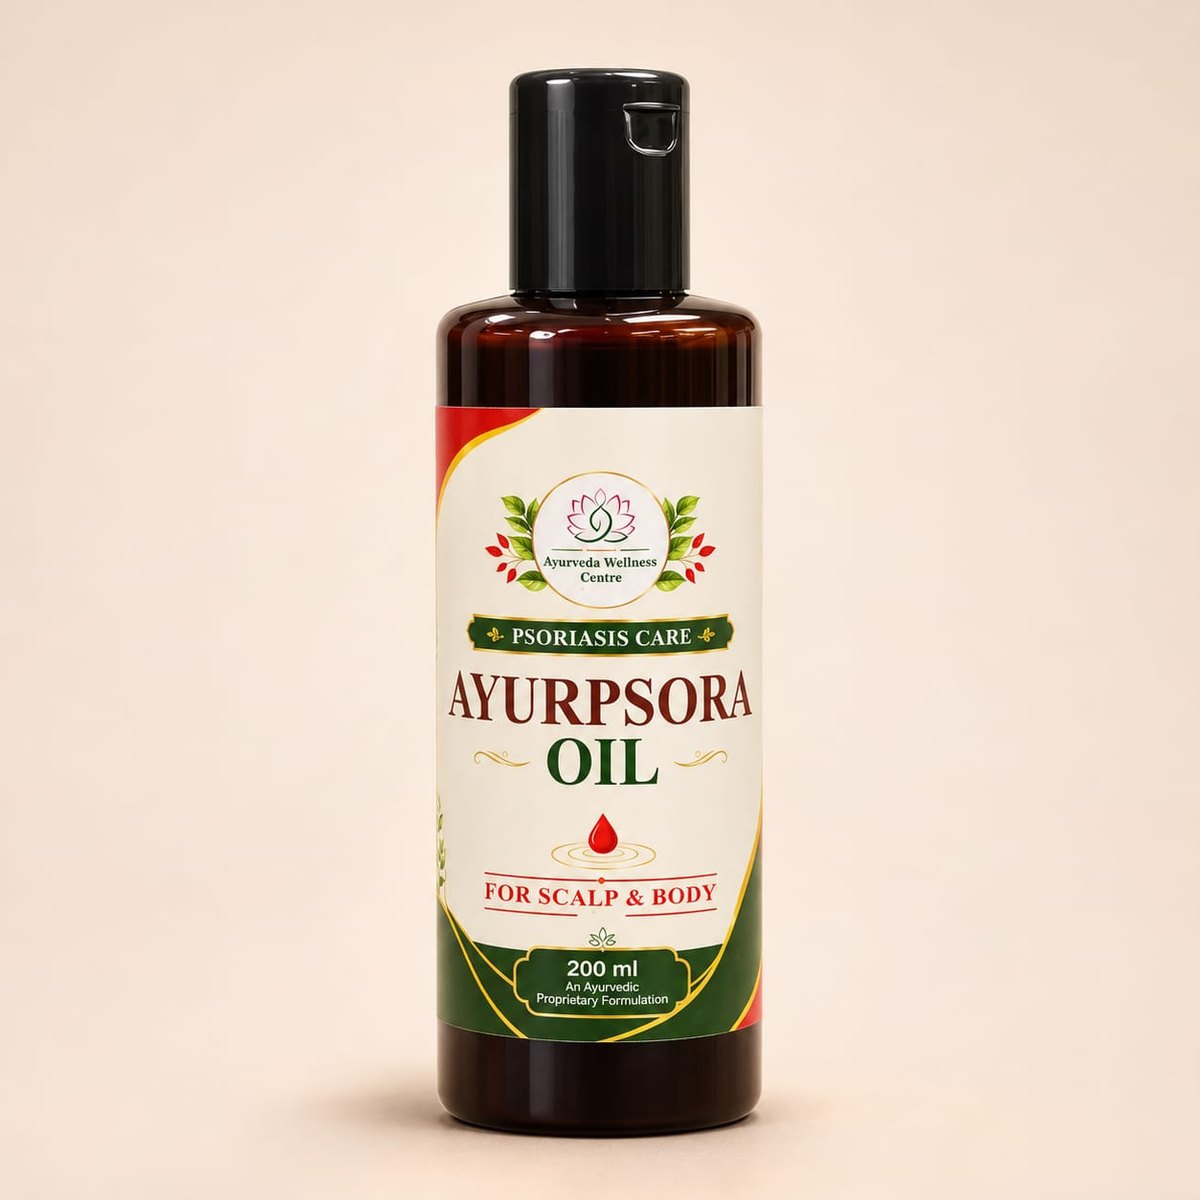 Ayurveda Wellness
Centre
PSORIASIS CARE
AYURPSORA
OIL
FOR SCALP & BODY
200 ml
An Ayurvedic
Proprietary Formulation